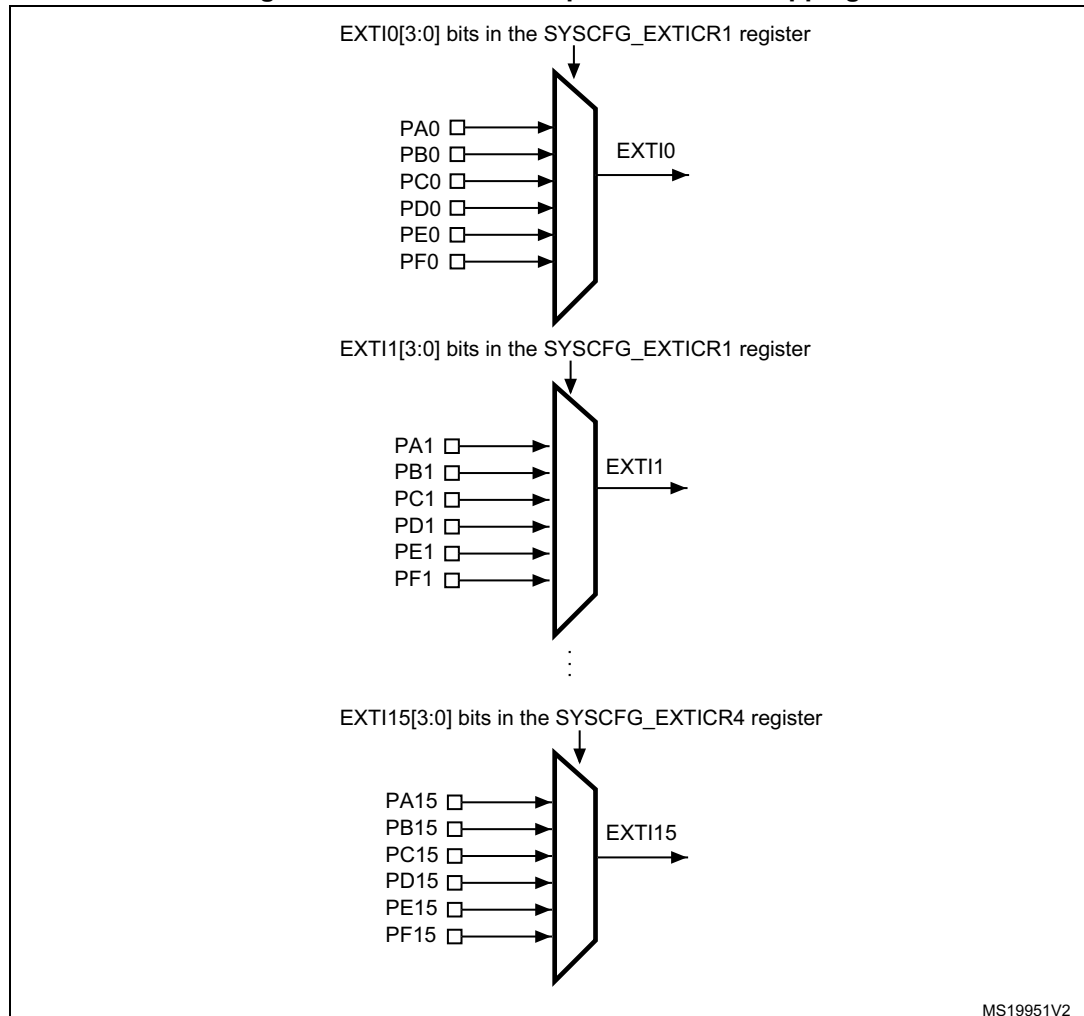 EXTI0[3:0] bits in the SYSCFG_EXTICR1 register
PA0
PB0
PC0
PD0
PE0
PF0
EXTI0
EXTI1[3:0] bits in the SYSCFG_EXTICR1 register
PA1
PB1
PC1
PD1
PE1
PF1
EXTI1
EXTI15[3:0] bits in the SYSCFG_EXTICR4 register
PA15
PB15
PC15
PD15
PE15
PF15
EXTI15
MS19951V2